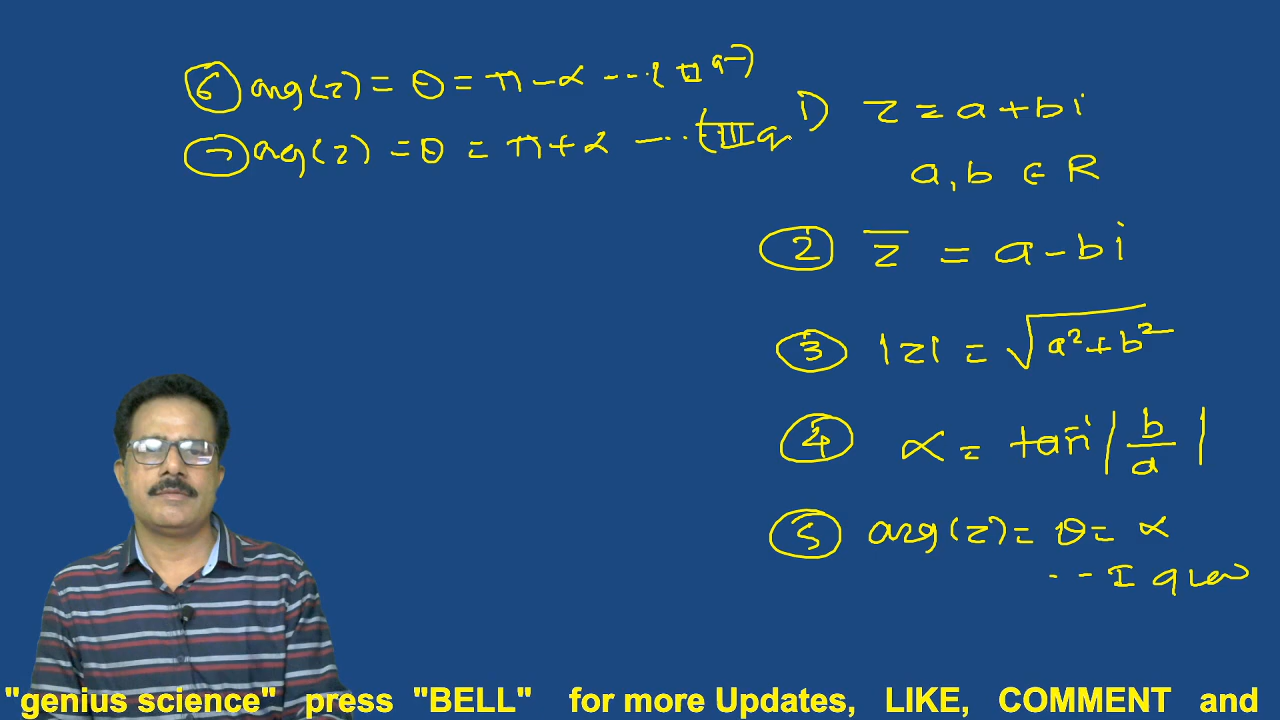 ⑥ arg(z) = θ = π - α ---( II q
⑦ arg(z) = θ = π + α --- (III q
1) z = a + bi
a, b ∈ R
② z̅ = a - bi
③ |z| = √a² + b²
④ α = tan⁻¹ | b/a |
⑤ arg(z) = θ = α
-- I quad
"genius science" press "BELL" for more Updates, LIKE, COMMENT and